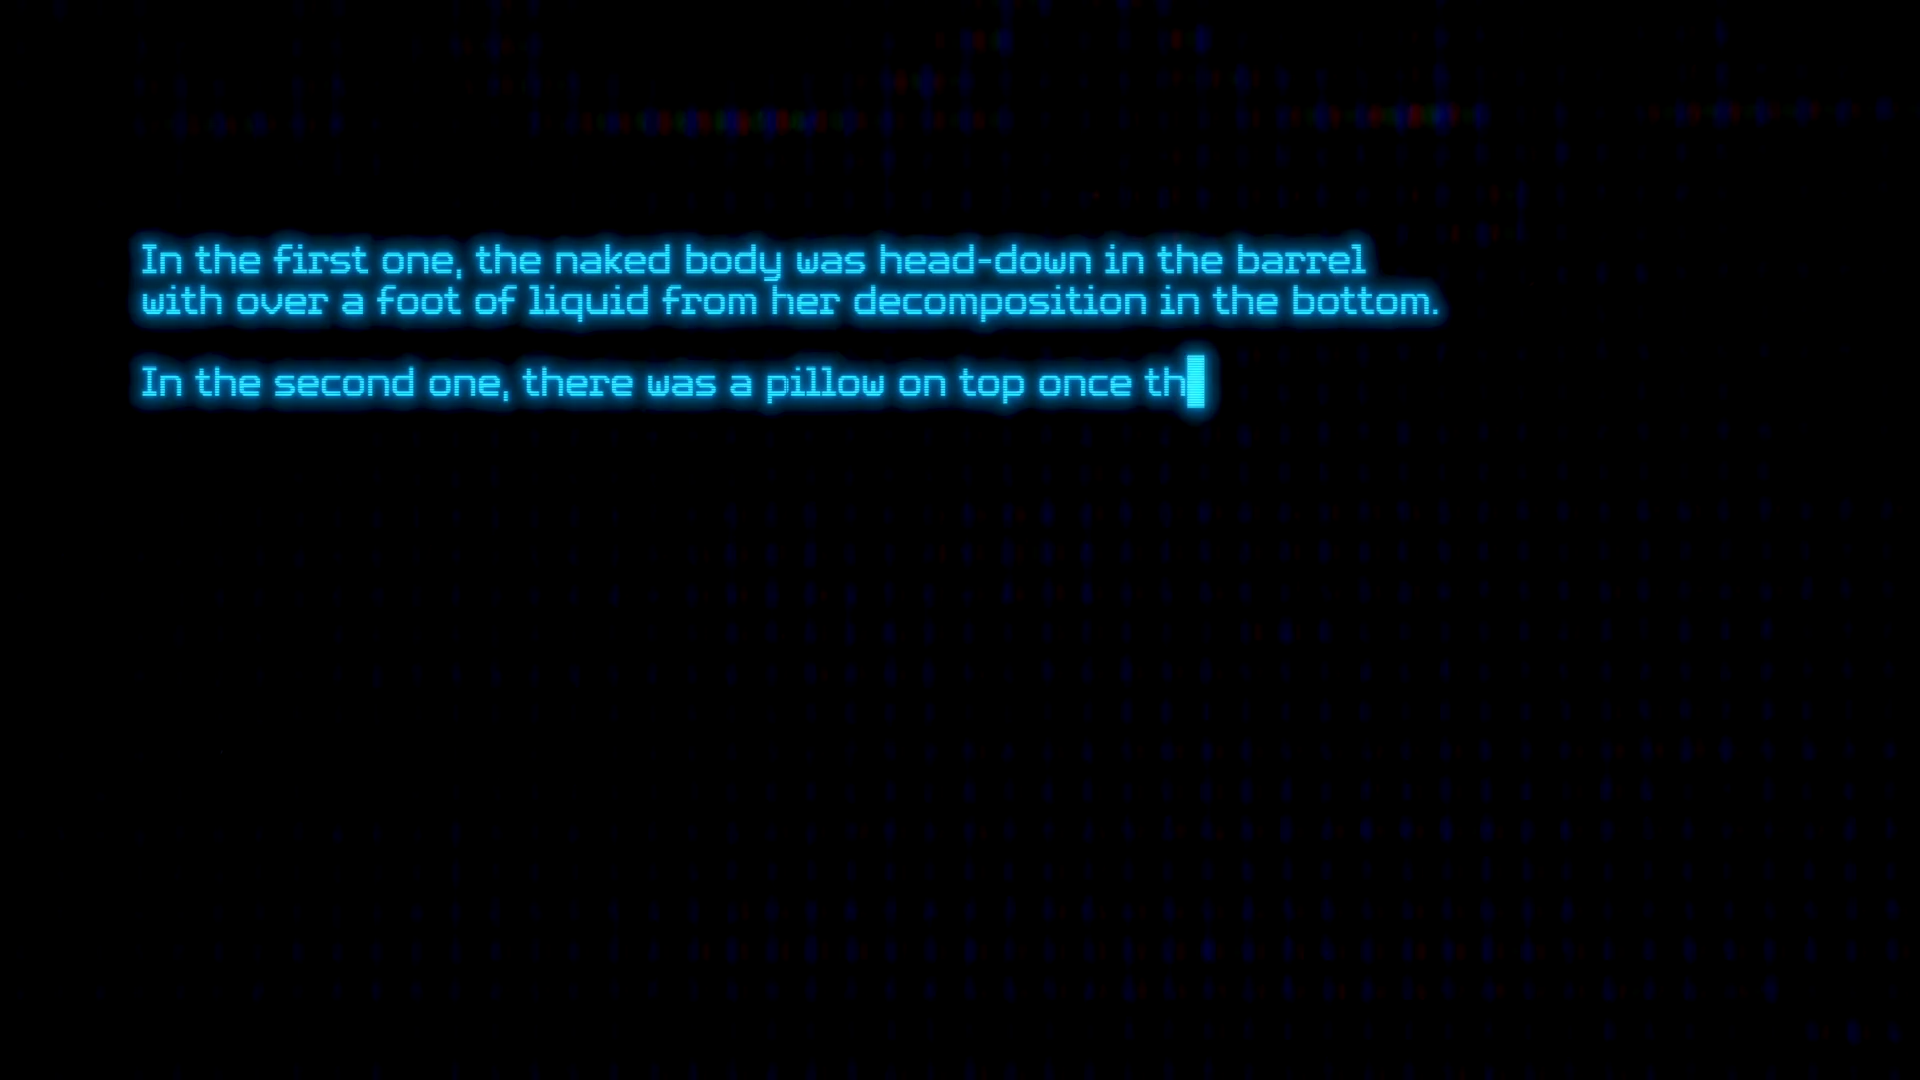 In the first one, the naked body was head-down in the barrel
with over a foot of liquid from her decomposition in the bottom.
In the second one, there was a pillow on top once th